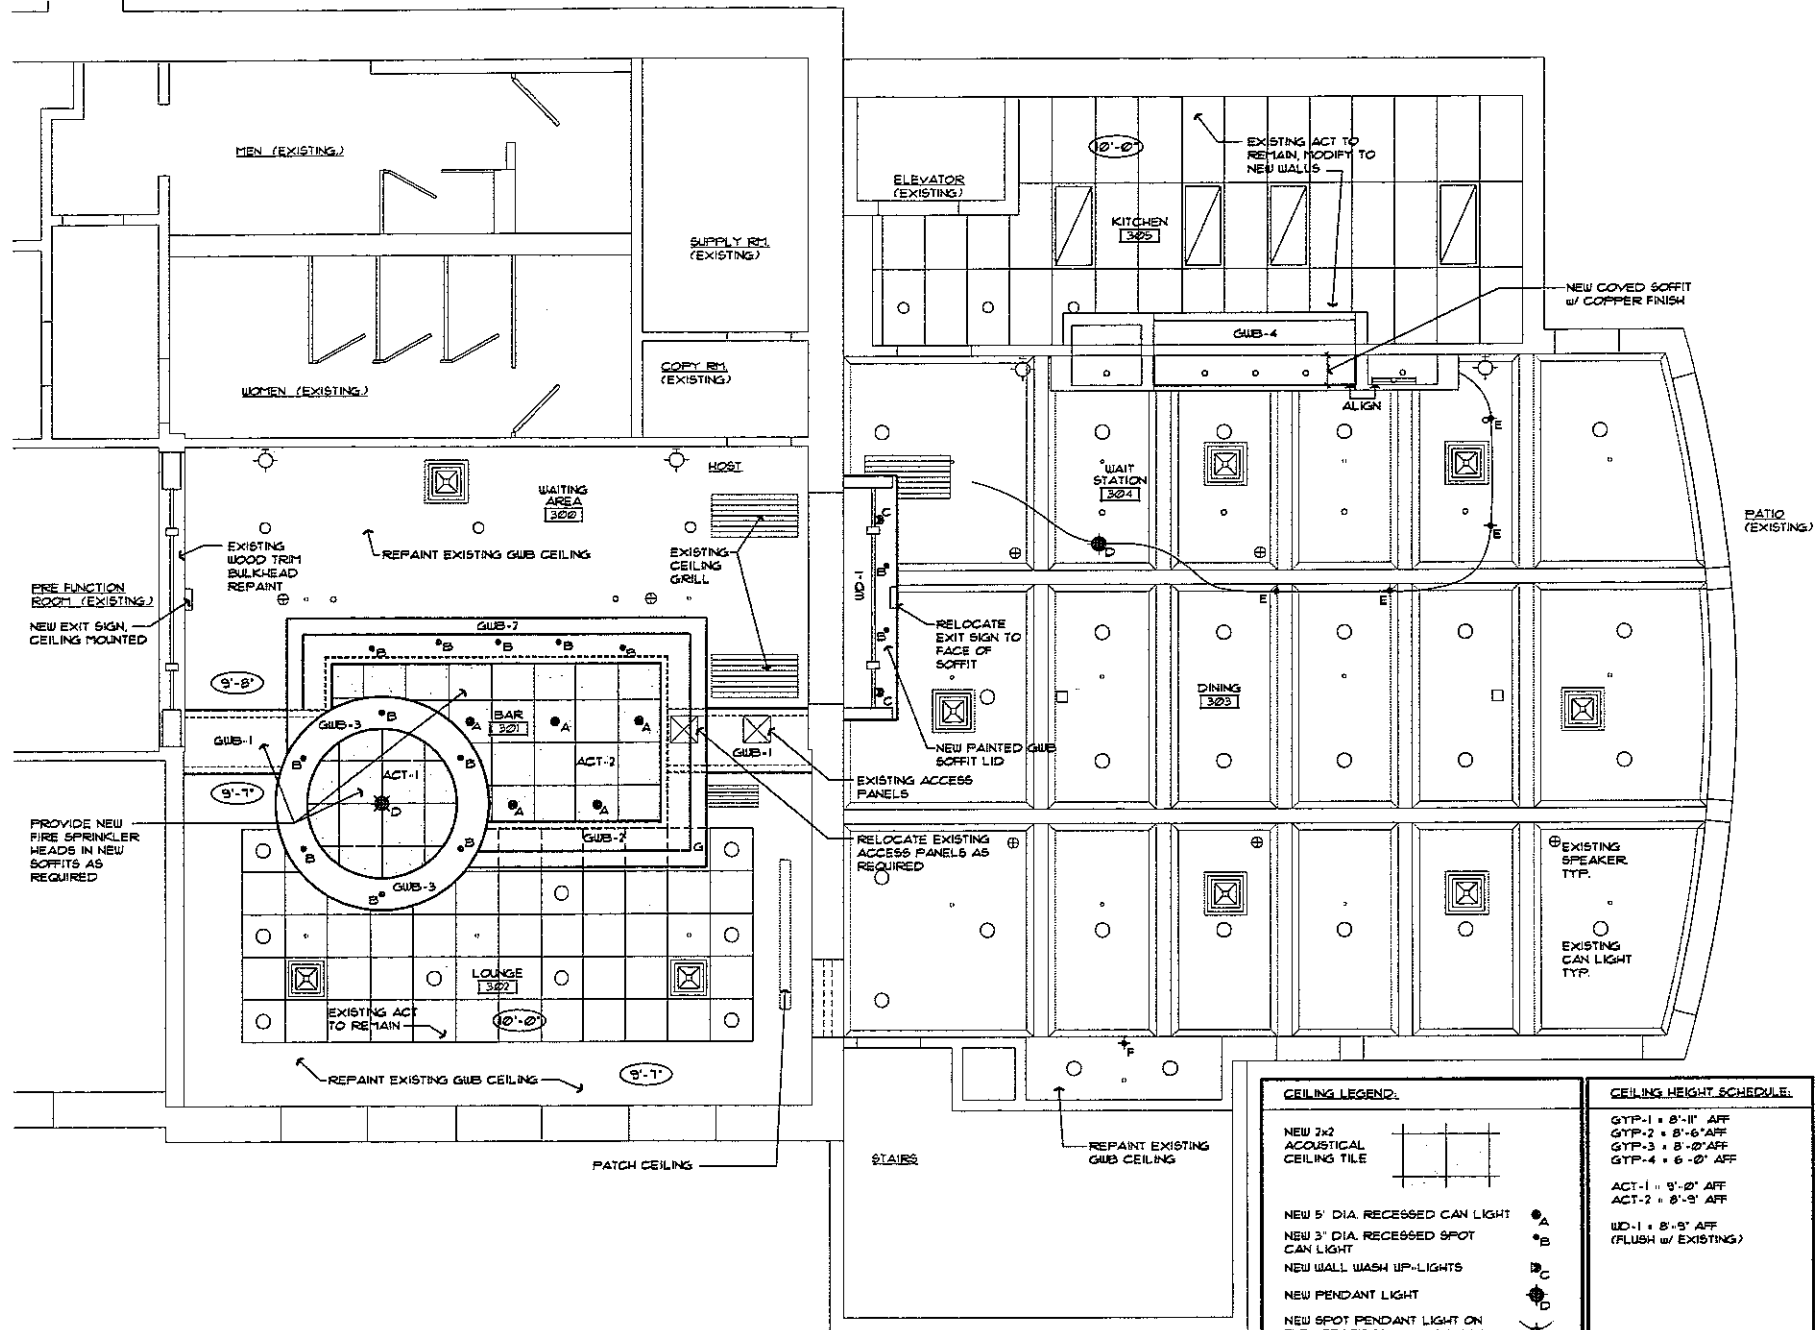 MEN (EXISTING)
SUPPLY RM.
(EXISTING)
ELEVATOR
(EXISTING)
10'-0"
EXISTING ACT TO
REMAIN, MODIFY TO
NEW WALLS
KITCHEN
305
NEW COVED SOFFIT
w/ COPPER FINISH
GWB-4
WOMEN (EXISTING)
COPY RM.
(EXISTING)
ALIGN
E
HOST
WAITING
AREA
300
WAIT
STATION
304
PATIO
(EXISTING)
EXISTING
WOOD TRIM
BULKHEAD
REPAINT
REPAINT EXISTING GWB CEILING
EXISTING
CEILING
GRILL
C
D
E
PRE FUNCTION
ROOM (EXISTING)
NEW EXIT SIGN,
CEILING MOUNTED
WD-1
B
B
C
E
E
RELOCATE
EXIT SIGN TO
FACE OF
SOFFIT
GWB-2
B
B
B
B
B
9'-8"
DINING
303
GWB-3
B
BAR
301
A
A
A
GWB-1
GWB-1
NEW PAINTED GWB
SOFFIT LID
B
B
ACT-1
ACT-2
EXISTING ACCESS
PANELS
9'-7"
D
A
A
PROVIDE NEW
FIRE SPRINKLER
HEADS IN NEW
SOFFITS AS
REQUIRED
GWB-2
G
B
B
GWB-3
B
RELOCATE EXISTING
ACCESS PANELS AS
REQUIRED
EXISTING
SPEAKER
TYP.
EXISTING
CAN LIGHT
TYP.
LOUNGE
302
EXISTING ACT
TO REMAIN
10'-0"
REPAINT EXISTING GWB CEILING
9'-7"
F
PATCH CEILING
STAIRS
REPAINT EXISTING
GWB CEILING
CEILING LEGEND:
NEW 2x2
ACOUSTICAL
CEILING TILE
NEW 5" DIA. RECESSED CAN LIGHT
A
NEW 3" DIA. RECESSED SPOT
CAN LIGHT
B
NEW WALL WASH UP-LIGHTS
C
NEW PENDANT LIGHT
D
NEW SPOT PENDANT LIGHT ON
CEILING HEIGHT SCHEDULE:
GYP-1 = 8'-11" AFF
GYP-2 = 8'-6" AFF
GYP-3 = 8'-0" AFF
GYP-4 = 6'-0" AFF
ACT-1 = 9'-0" AFF
ACT-2 = 8'-9" AFF
WD-1 = 8'-9" AFF
(FLUSH w/ EXISTING)